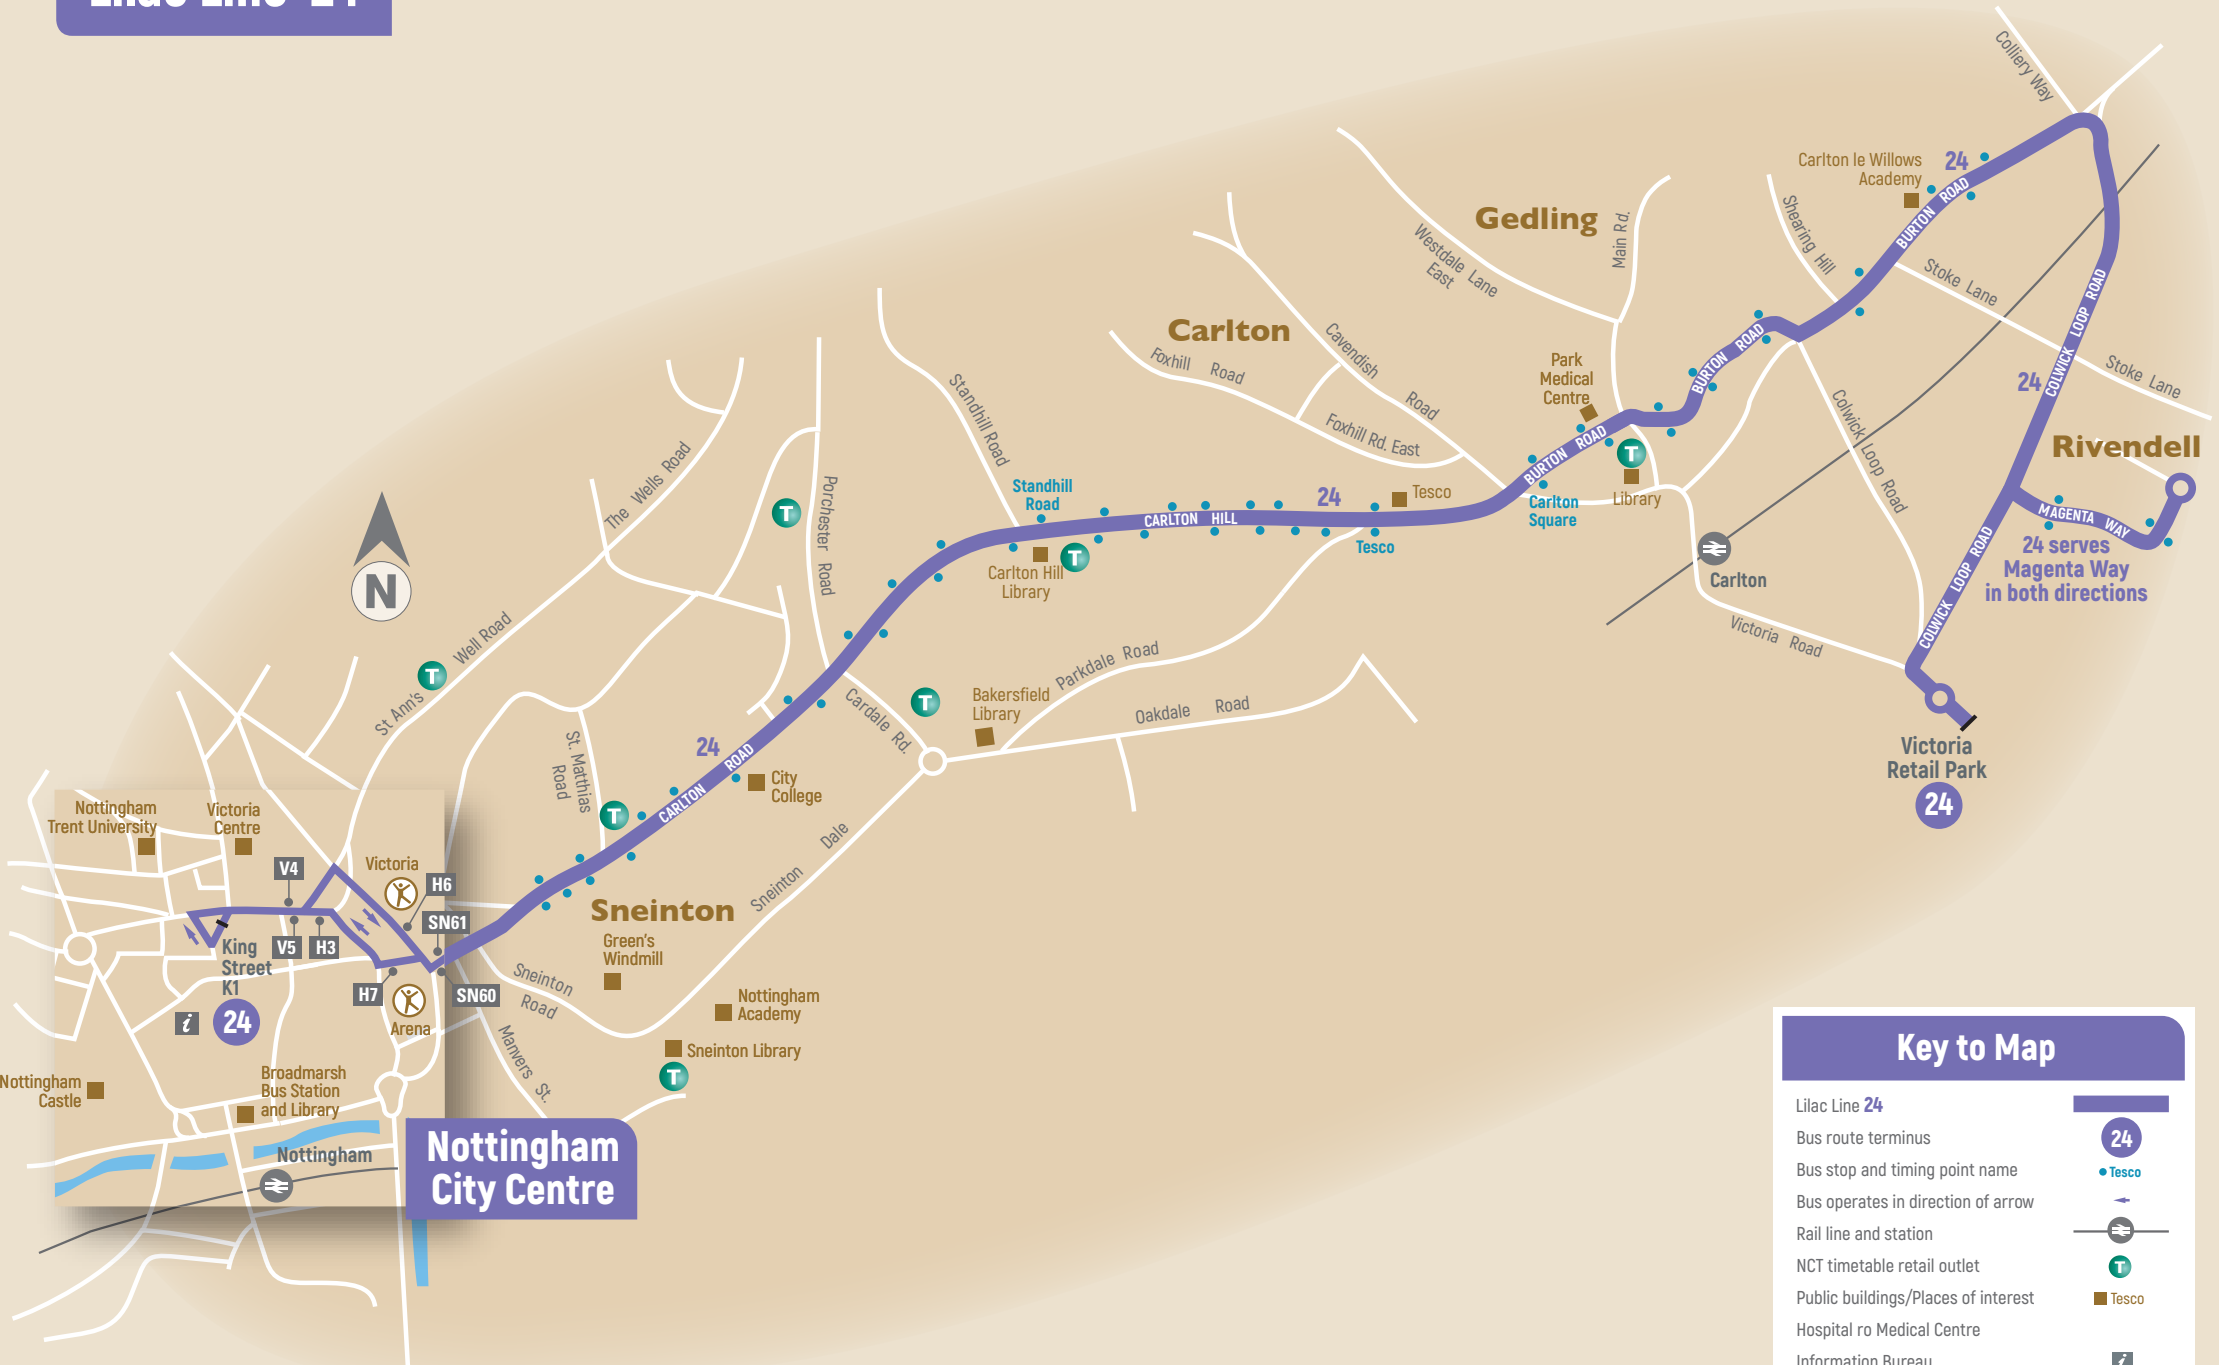 Lilac Line 24
Colliery Way
Carlton le Willows
Academy
24
BURTON ROAD
Shearing Hill
Stoke Lane
Gedling
Main Rd.
Westdale Lane
East
COLWICK LOOP ROAD
24
Stoke Lane
Carlton
Cavendish Road
Foxhill Road
Foxhill Rd. East
Park
Medical
Centre
BURTON ROAD
BURTON ROAD
T
Library
Colwick Loop Road
Rivendell
MAGENTA WAY
24 serves
Magenta Way
in both directions
COLWICK LOOP ROAD
Standhill Road
Standhill
Road
CARLTON HILL
24
Tesco
Tesco
Carlton
Square
Carlton
Victoria Road
Victoria
Retail Park
24
The Wells Road
Porchester Road
T
Carlton Hill
Library
T
N
St Ann's Well Road
T
Parkdale Road
Oakdale Road
Bakersfield
Library
T
Cardale Rd.
24
CARLTON ROAD
City
College
St. Matthias
Road
T
Sneinton Dale
Sneinton
Green's
Windmill
Nottingham
Academy
Sneinton Library
T
Sneinton
Road
Manvers St.
Nottingham
Trent University
Victoria
Centre
V4
Victoria
H6
SN61
V5
H3
King
Street
K1
H7
SN60
Arena
i
24
Nottingham
Castle
Broadmarsh
Bus Station
and Library
Nottingham
Nottingham
City Centre
Key to Map
Lilac Line 24
Bus route terminus 24
Bus stop and timing point name Tesco
Bus operates in direction of arrow
Rail line and station
NCT timetable retail outlet T
Public buildings/Places of interest Tesco
Hospital ro Medical Centre
Information Bureau i